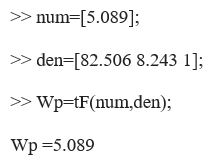 >> num=[5.089];
>> den=[82.506 8.243 1];
>> Wp=tF(num,den);
Wp =5.089